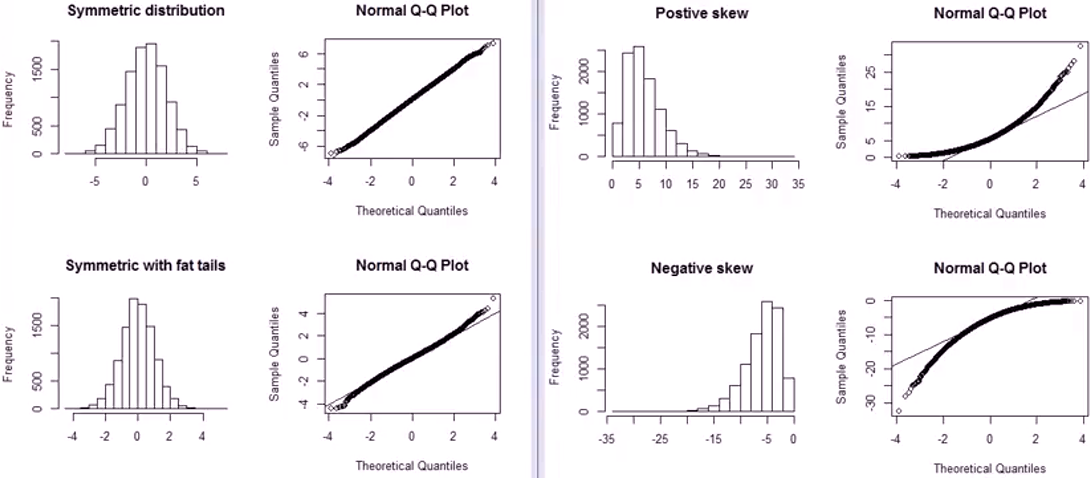 Symmetric distribution
Frequency
0 500 1500
-5 0 5
Normal Q-Q Plot
Sample Quantiles
-6 -2 2 6
-4 -2 0 2 4
Theoretical Quantiles
Postive skew
Frequency
0 1000 2000
0 5 10 15 20 25 30 35
Normal Q-Q Plot
Sample Quantiles
0 5 15 25
-4 -2 0 2 4
Theoretical Quantiles
Symmetric with fat tails
Frequency
0 500 1500
-4 -2 0 2 4
Normal Q-Q Plot
Sample Quantiles
-4 -2 0 2 4
-4 -2 0 2 4
Theoretical Quantiles
Negative skew
Frequency
0 1000 2000
-35 -25 -15 -5 0
Normal Q-Q Plot
Sample Quantiles
-30 -20 -10 0
-4 -2 0 2 4
Theoretical Quantiles